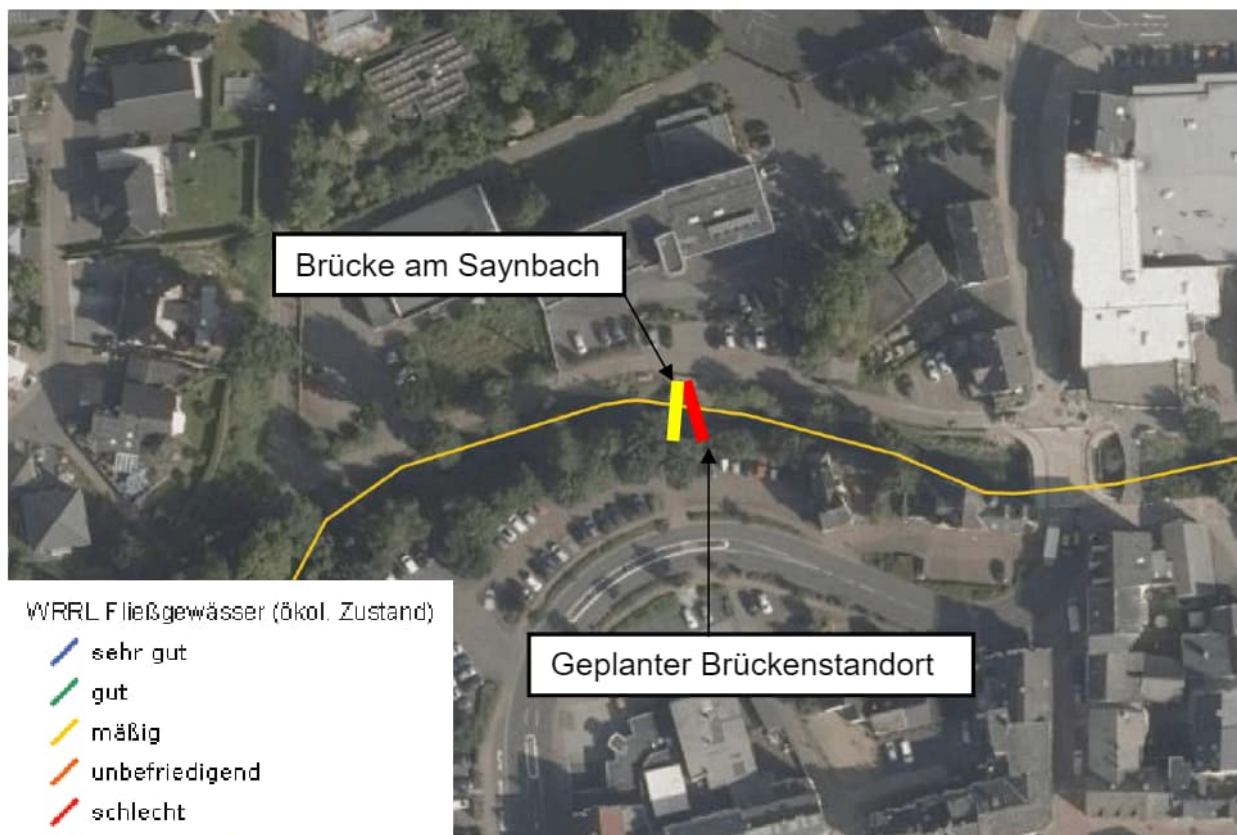 Brücke am Saynbach
Geplanter Brückenstandort
WRRL Fließgewässer (ökol. Zustand)
sehr gut
gut
mäßig
unbefriedigend
schlecht